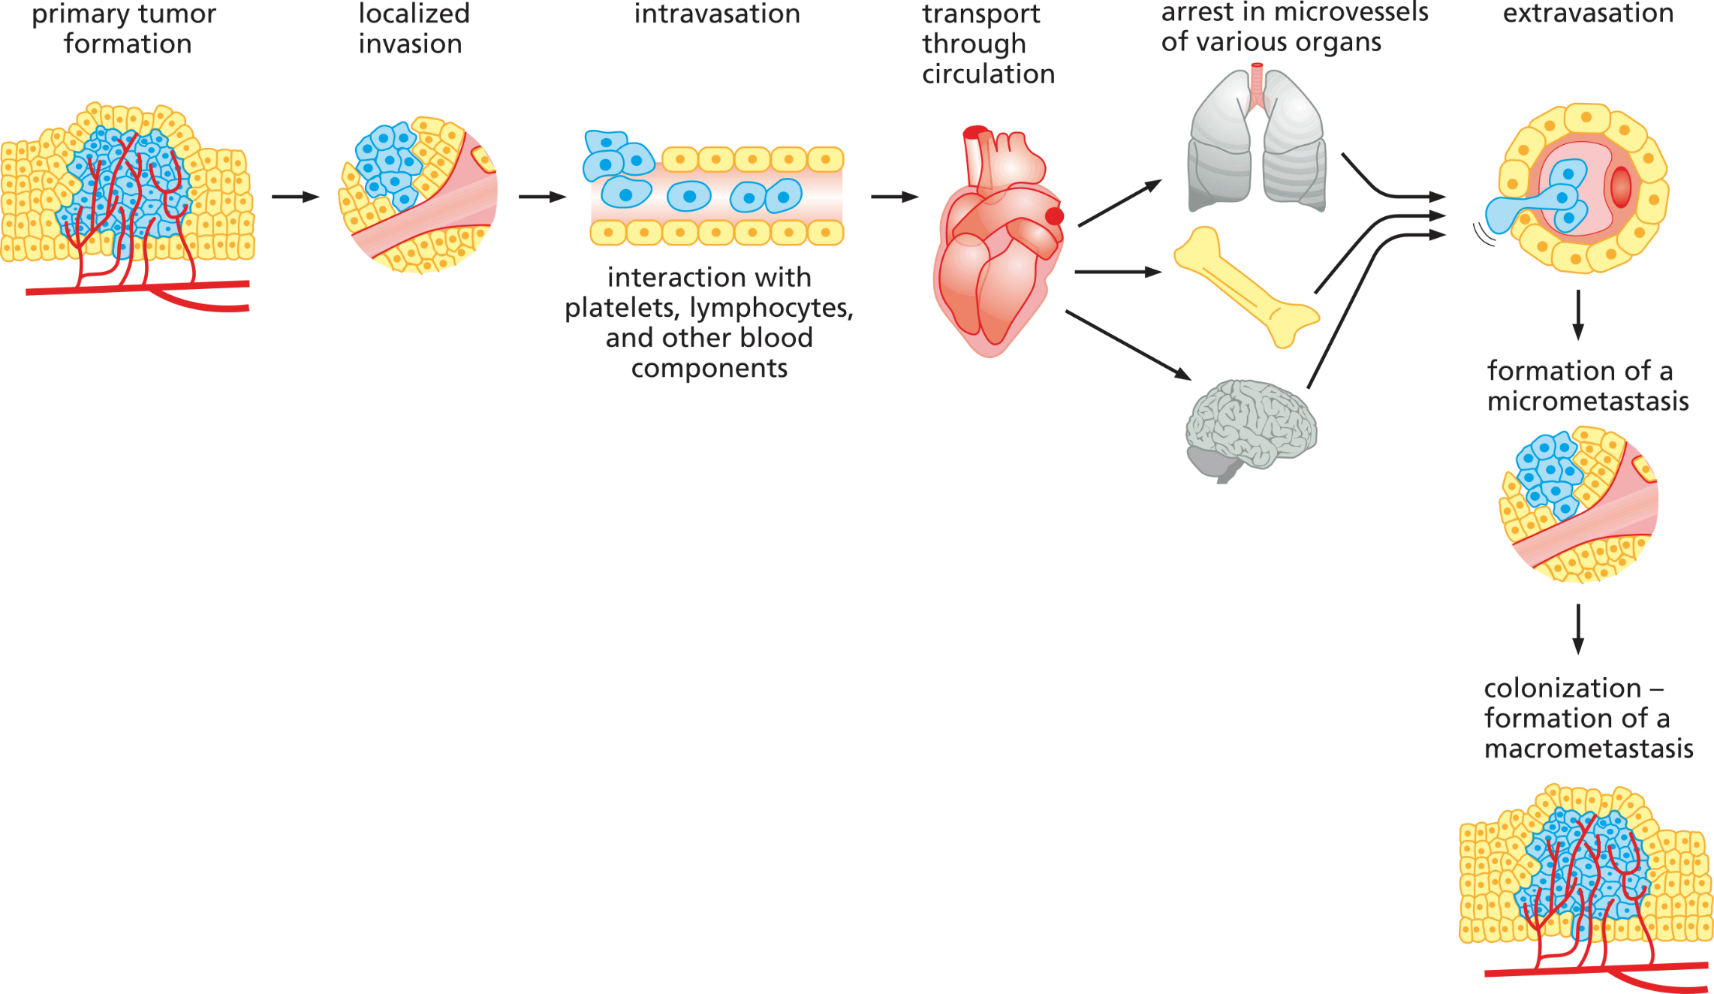 primary tumor
formation
localized
invasion
intravasation
interaction with
platelets, lymphocytes,
and other blood
components
transport
through
circulation
arrest in microvessels
of various organs
extravasation
formation of a
micrometastasis
colonization –
formation of a
macrometastasis